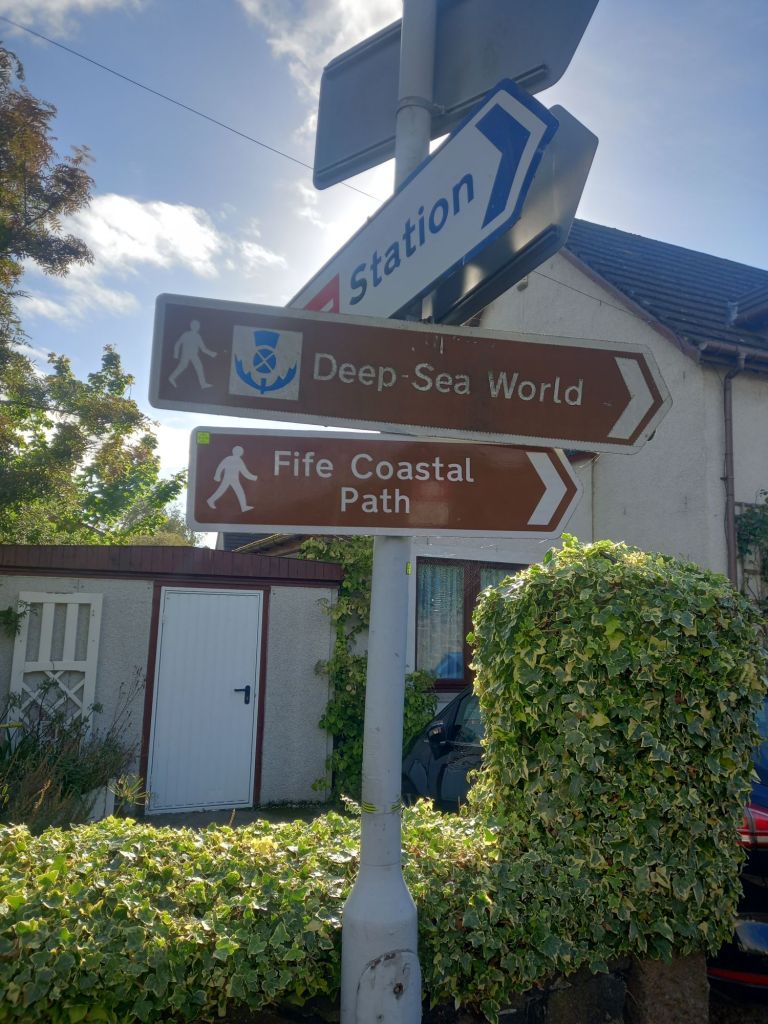 Station
Deep-Sea World
Fife Coastal
Path